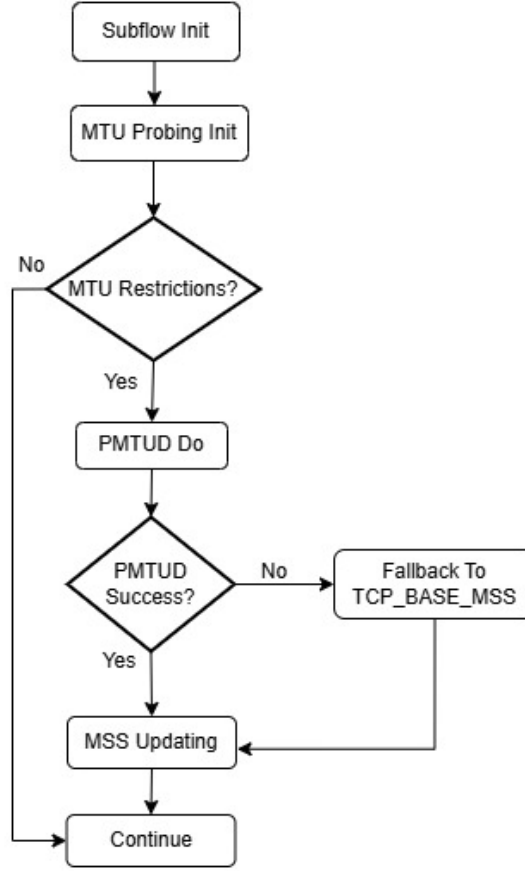 Subflow Init
MTU Probing Init
No
MTU Restrictions?
Yes
PMTUD Do
PMTUD
Success?
No
Fallback To
TCP_BASE_MSS
Yes
MSS Updating
Continue